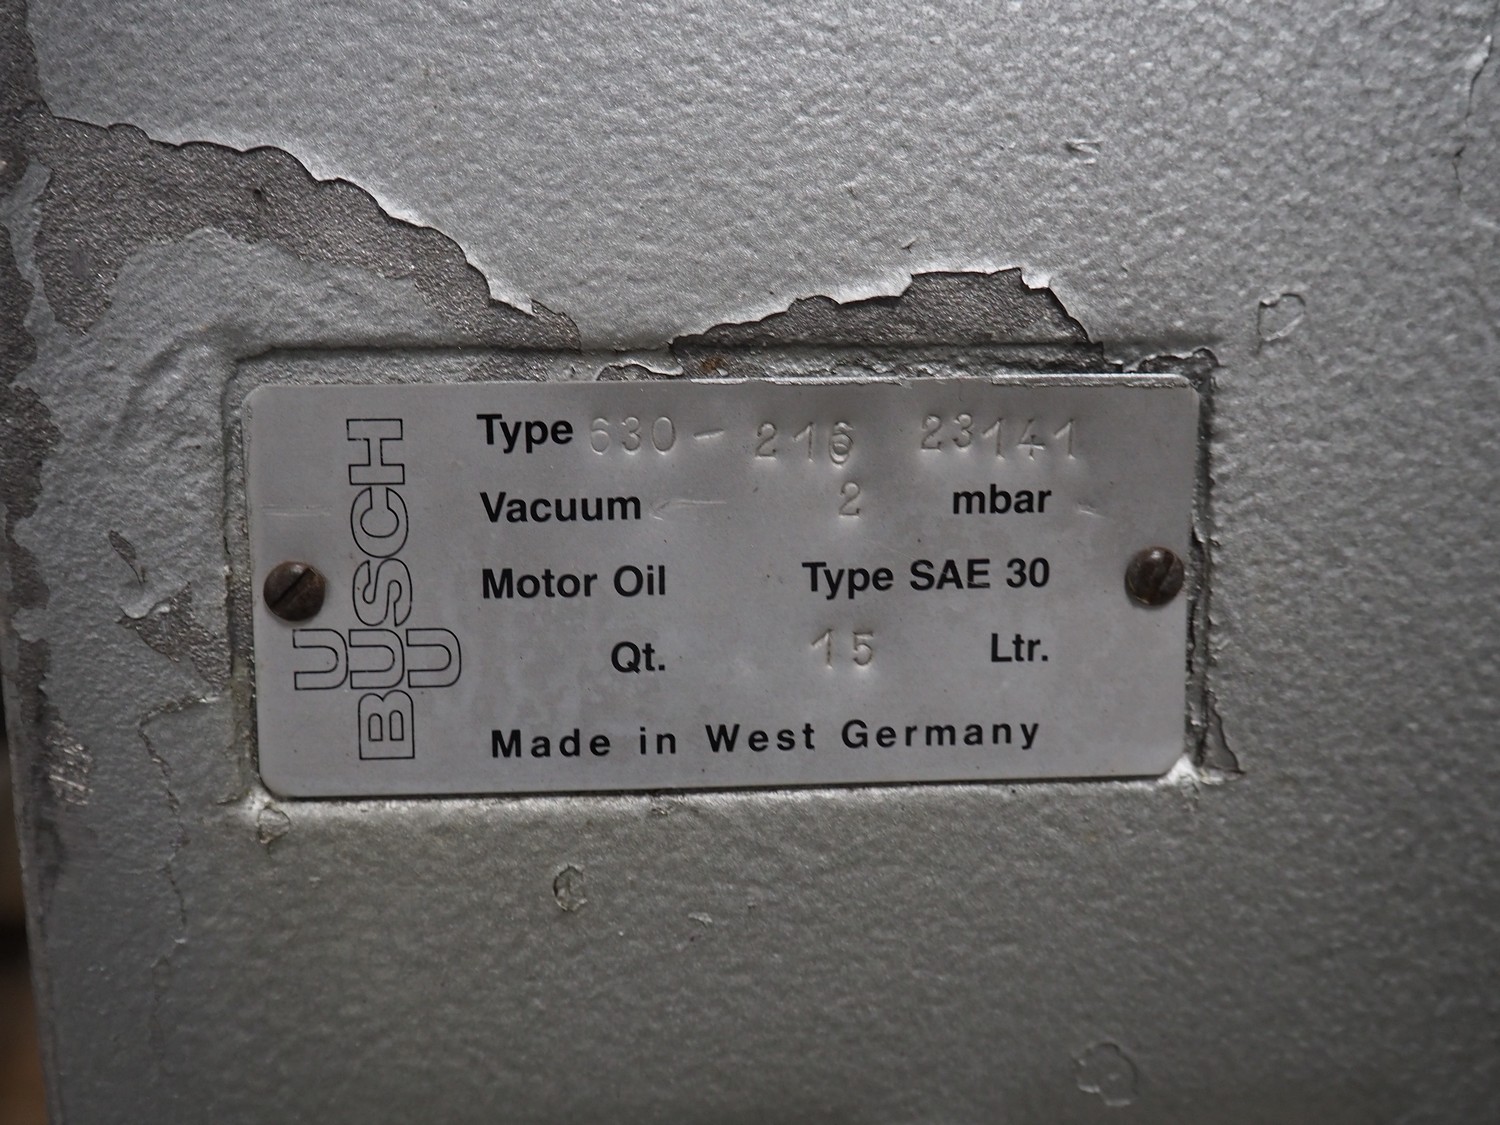 BUSCH
U U
Type 630 - 216 23141
Vacuum 2 mbar
Motor Oil Type SAE 30
Qt. 15 Ltr.
Made in West Germany